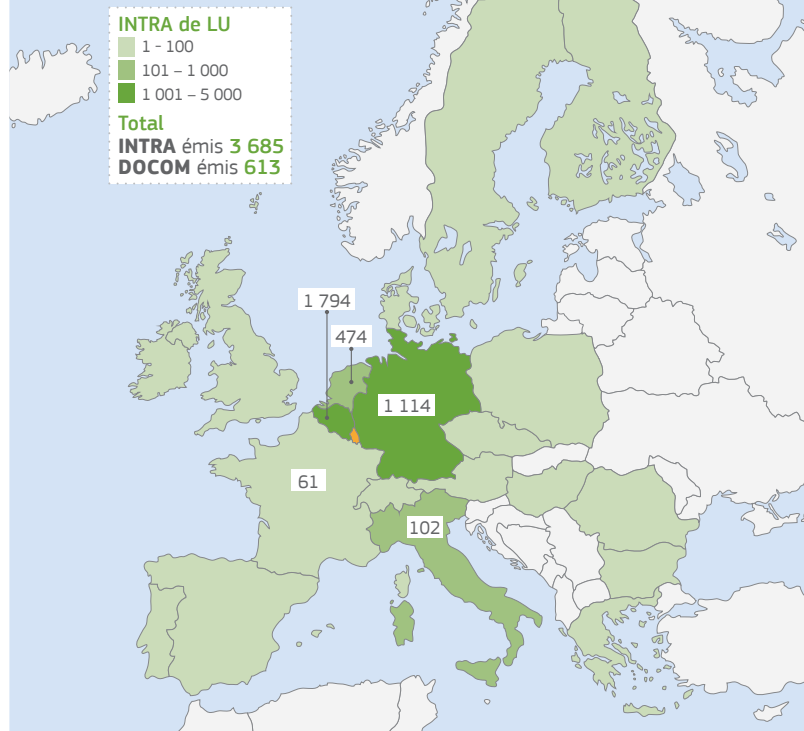 INTRA de LU
1 - 100
101 – 1 000
1 001 – 5 000
Total
INTRA émis 3 685
DOCOM émis 613
1 794
474
1 114
61
102